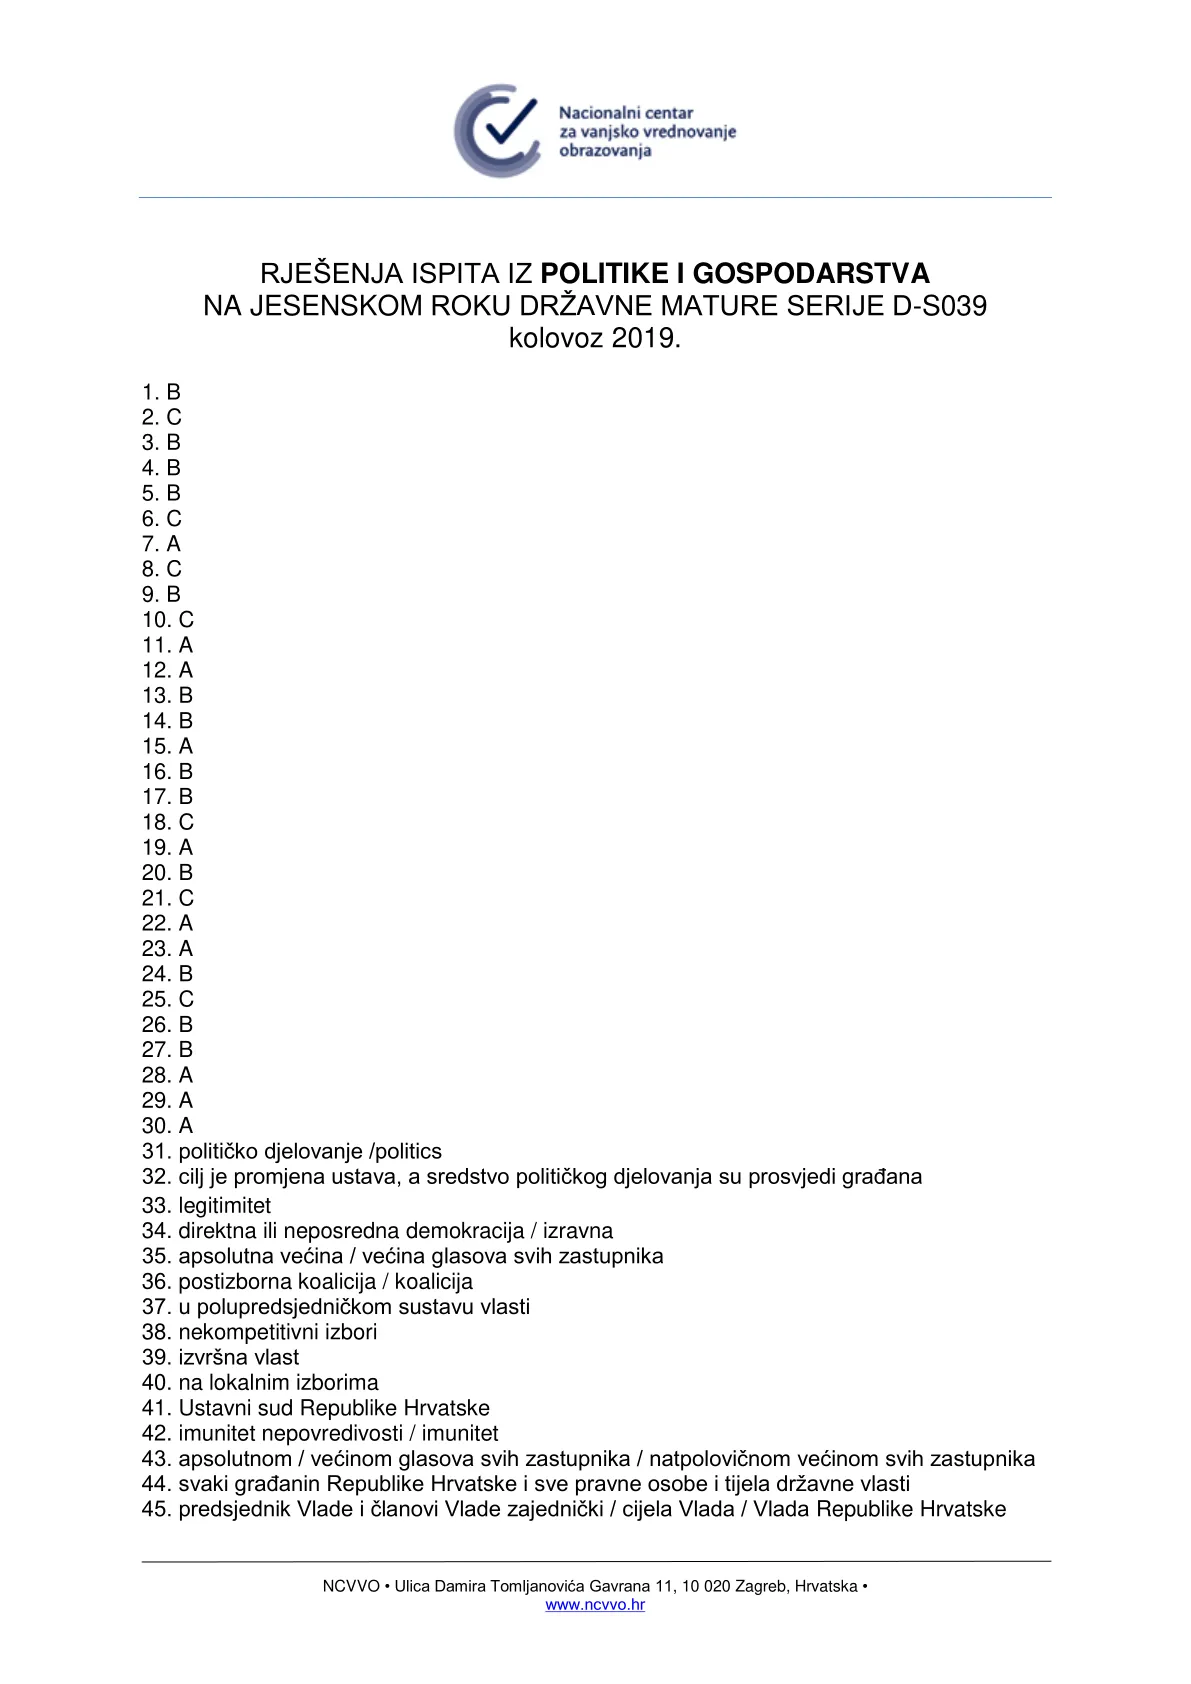 Nacionalni centar
za vanjsko vrednovanje
obrazovanja
RJEŠENJA ISPITA IZ POLITIKE I GOSPODARSTVA
NA JESENSKOM ROKU DRŽAVNE MATURE SERIJE D-S039
kolovoz 2019.
1. B
2. C
3. B
4. B
5. B
6. C
7. A
8. C
9. B
10. C
11. A
12. A
13. B
14. B
15. A
16. B
17. B
18. C
19. A
20. B
21. C
22. A
23. A
24. B
25. C
26. B
27. B
28. A
29. A
30. A
31. političko djelovanje /politics
32. cilj je promjena ustava, a sredstvo političkog djelovanja su prosvjedi građana
33. legitimitet
34. direktna ili neposredna demokracija / izravna
35. apsolutna većina / većina glasova svih zastupnika
36. postizborna koalicija / koalicija
37. u polupredsjedničkom sustavu vlasti
38. nekompetitivni izbori
39. izvršna vlast
40. na lokalnim izborima
41. Ustavni sud Republike Hrvatske
42. imunitet nepovredivosti / imunitet
43. apsolutnom / većinom glasova svih zastupnika / natpolovičnom većinom svih zastupnika
44. svaki građanin Republike Hrvatske i sve pravne osobe i tijela državne vlasti
45. predsjednik Vlade i članovi Vlade zajednički / cijela Vlada / Vlada Republike Hrvatske
NCVVO • Ulica Damira Tomljanovića Gavrana 11, 10 020 Zagreb, Hrvatska •
www.ncvvo.hr